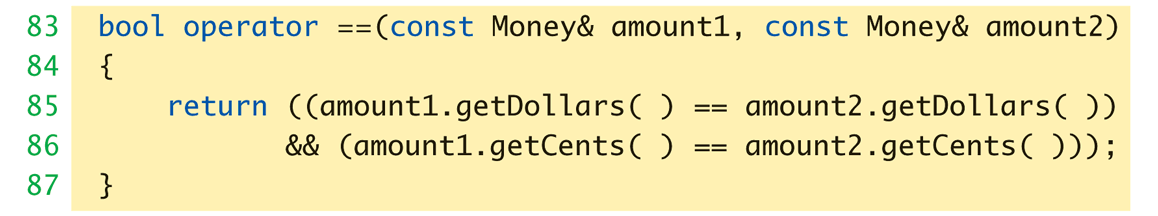 83 bool operator ==(const Money& amount1, const Money& amount2)
84 {
85     return ((amount1.getDollars( ) == amount2.getDollars( ))
86            && (amount1.getCents( ) == amount2.getCents( )));
87 }